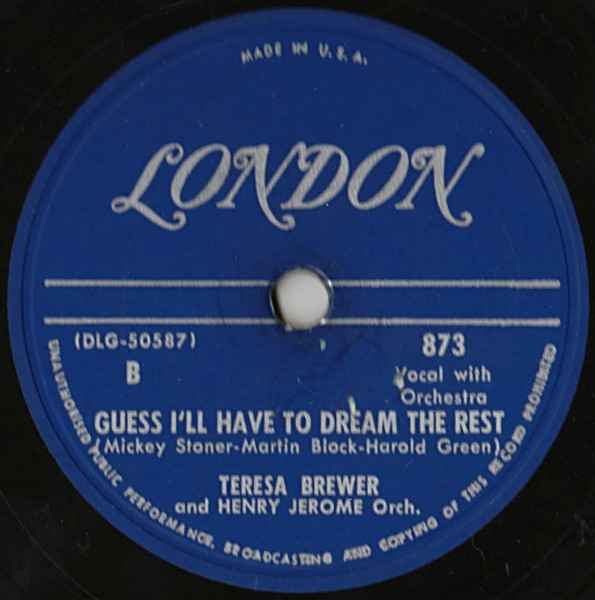 MADE IN U.S.A.
LONDON
(DLG-50587)
873
B
Vocal with
Orchestra
GUESS I'LL HAVE TO DREAM THE REST
(Mickey Stoner-Martin Block-Harold Green)
TERESA BREWER
and HENRY JEROME Orch.
UNAUTHORISED PUBLIC PERFORMANCE, BROADCASTING AND COPYING OF THIS RECORD PROHIBITED